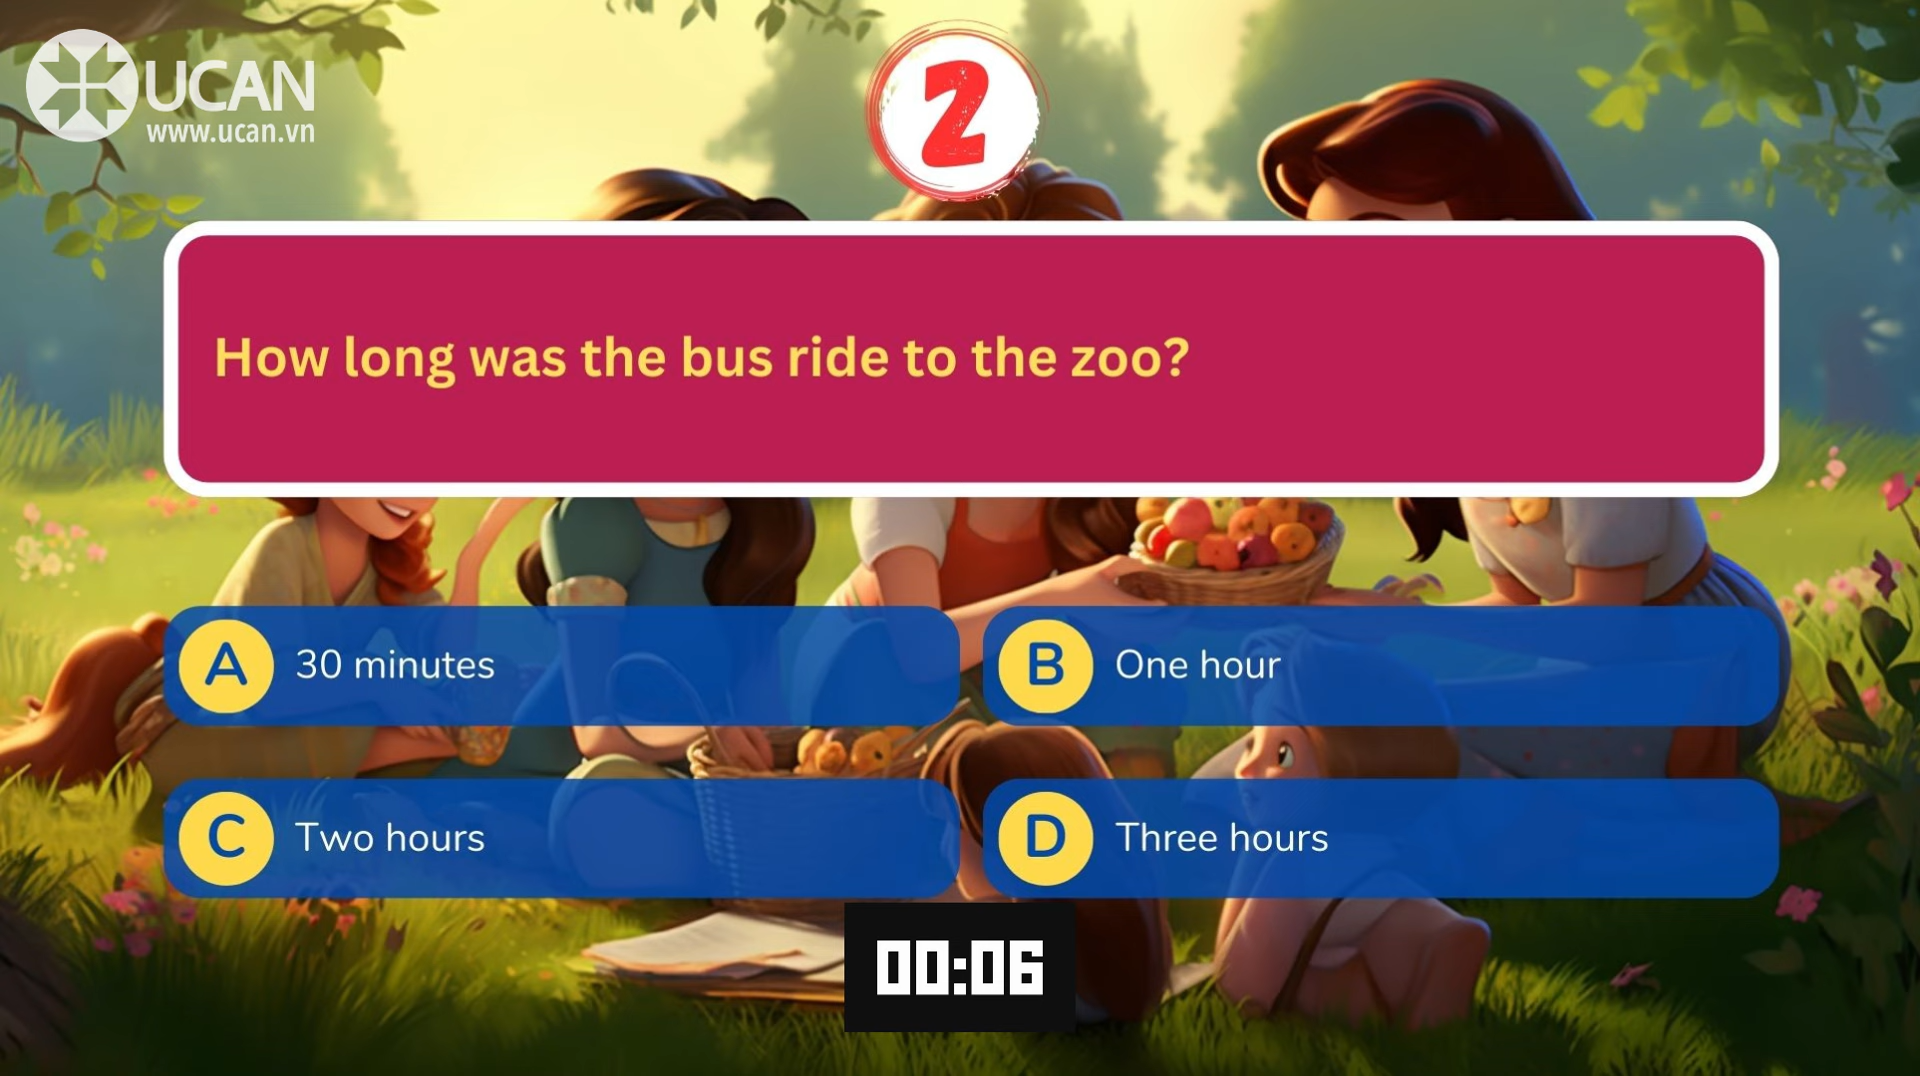 UCAN
www.ucan.vn
2
How long was the bus ride to the zoo?
A 30 minutes
B One hour
C Two hours
D Three hours
00:06